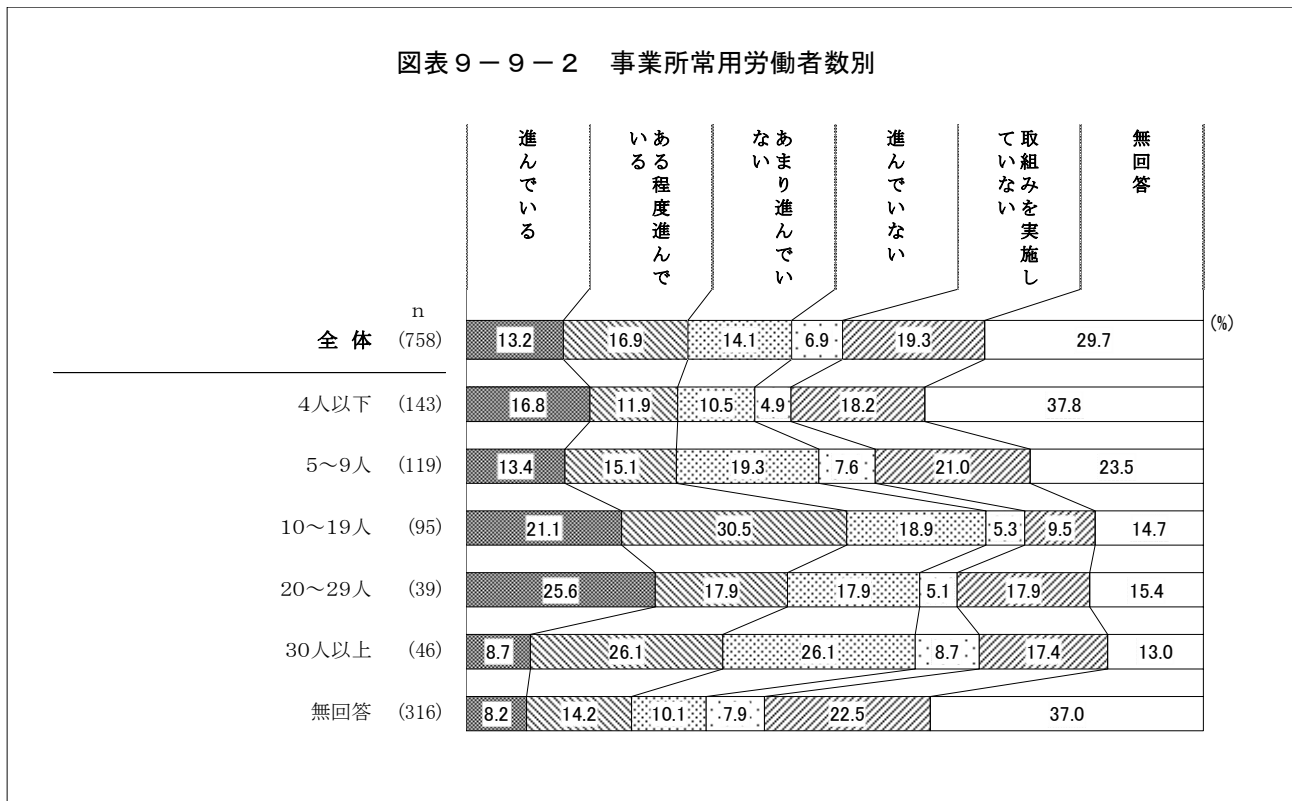 図表９－９－２　事業所常用労働者数別
進んでいる
ある程度進んで
いる
あまり進んでい
ない
進んでいない
取組みを実施し
ていない
無回答
n
(%)
全 体 (758) 13.2 16.9 14.1 6.9 19.3 29.7
4人以下 (143) 16.8 11.9 10.5 4.9 18.2 37.8
5～9人 (119) 13.4 15.1 19.3 7.6 21.0 23.5
10～19人 (95) 21.1 30.5 18.9 5.3 9.5 14.7
20～29人 (39) 25.6 17.9 17.9 5.1 17.9 15.4
30人以上 (46) 8.7 26.1 26.1 8.7 17.4 13.0
無回答 (316) 8.2 14.2 10.1 7.9 22.5 37.0